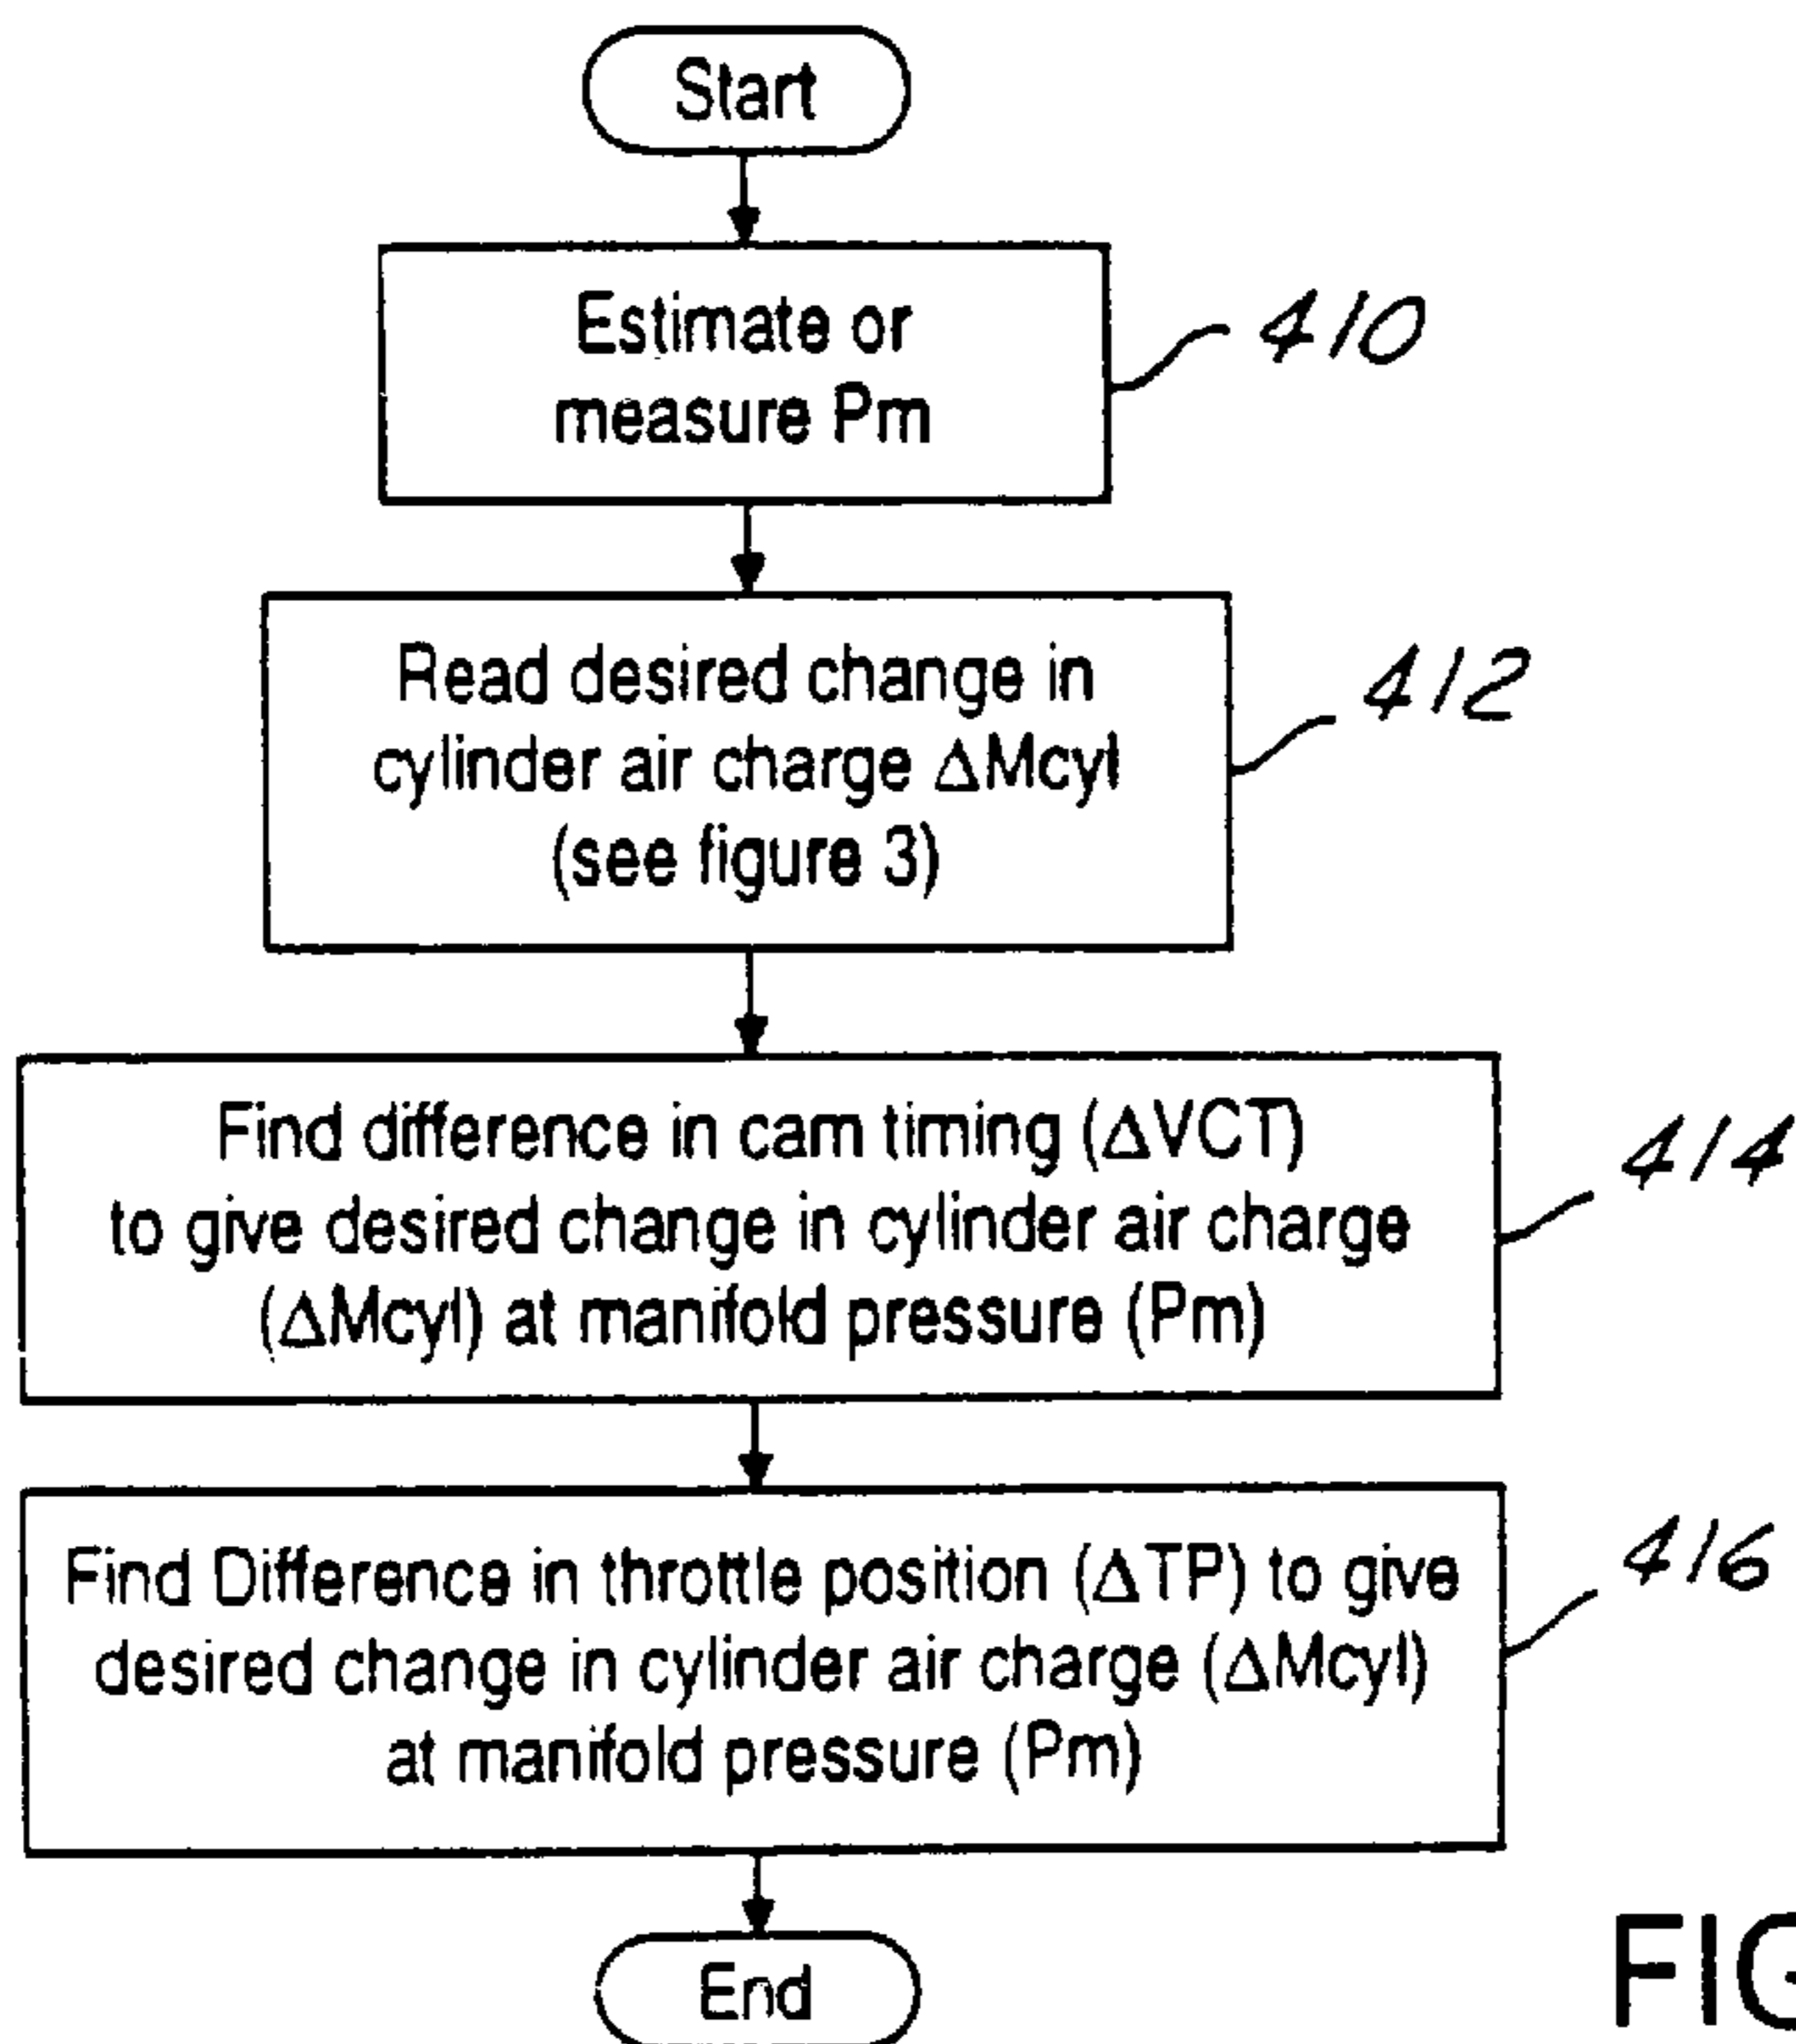 Start
Estimate or
measure Pm
410
Read desired change in
cylinder air charge ΔMcyl
(see figure 3)
412
Find difference in cam timing (ΔVCT)
to give desired change in cylinder air charge
(ΔMcyl) at manifold pressure (Pm)
414
Find Difference in throttle position (ΔTP) to give
desired change in cylinder air charge (ΔMcyl)
at manifold pressure (Pm)
416
End
FIG